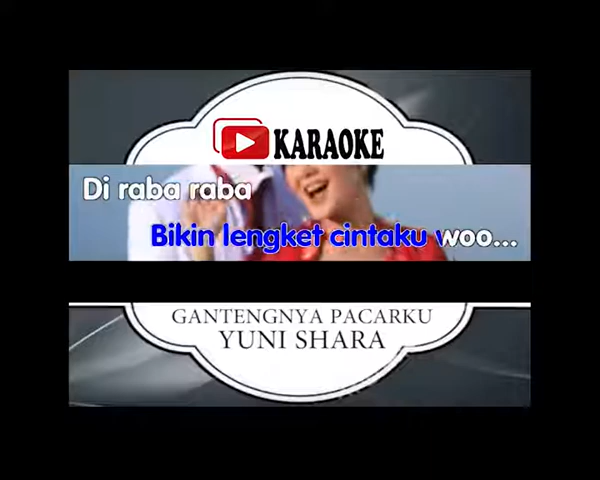 KARAOKE
Di raba raba
Bikin lengket cintaku woo...
GANTENGNYA PACARKU
YUNI SHARA